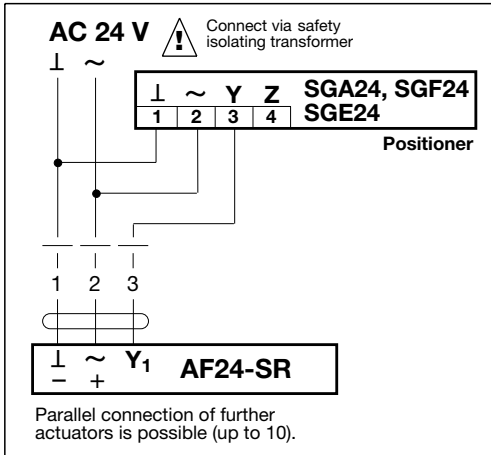 AC 24 V
! Connect via safety
isolating transformer
⊥ ~
⊥ ~ Y Z SGA24, SGF24
1 2 3 4 SGE24
Positioner
1 2 3
⊥ ~ Y₁ AF24-SR
− +
Parallel connection of further
actuators is possible (up to 10).